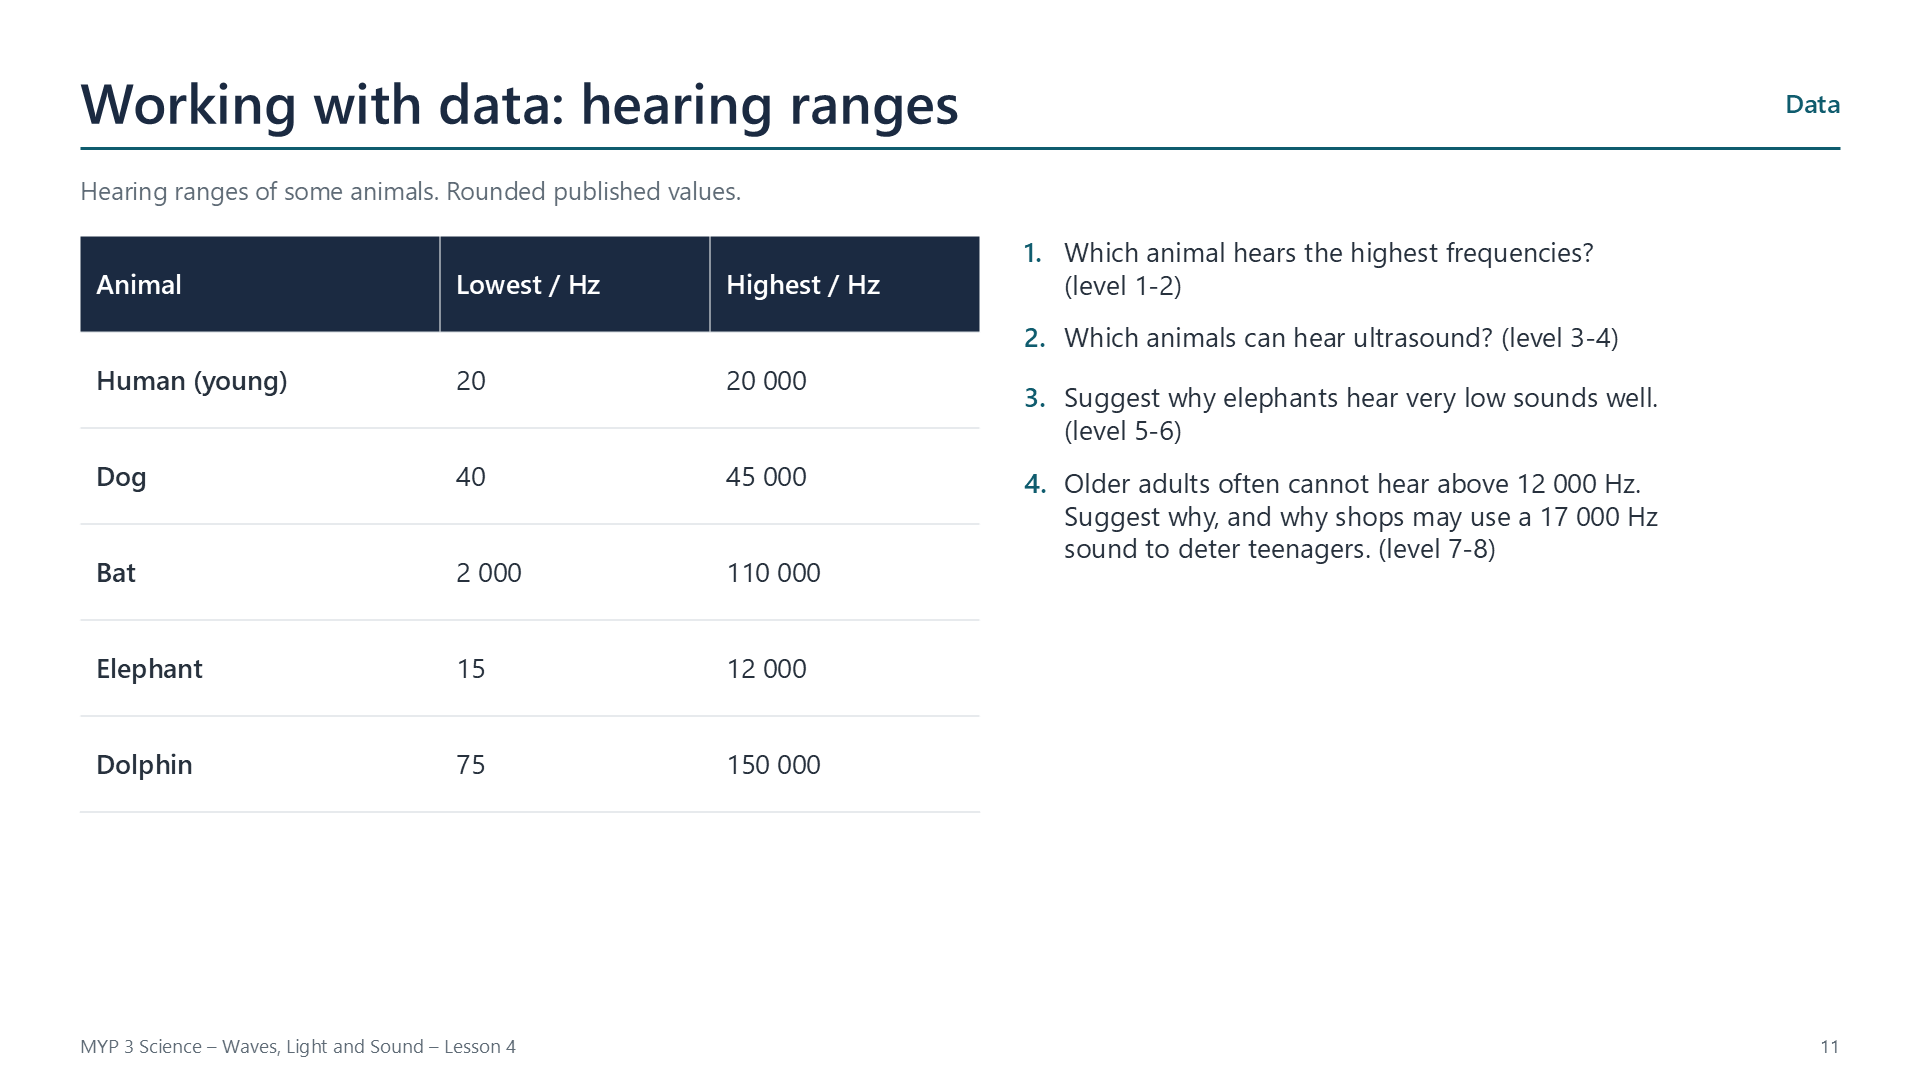 Working with data: hearing ranges
Data
Hearing ranges of some animals. Rounded published values.
Animal Lowest / Hz Highest / Hz
Human (young) 20 20 000
Dog 40 45 000
Bat 2 000 110 000
Elephant 15 12 000
Dolphin 75 150 000
1. Which animal hears the highest frequencies?
(level 1-2)
2. Which animals can hear ultrasound? (level 3-4)
3. Suggest why elephants hear very low sounds well.
(level 5-6)
4. Older adults often cannot hear above 12 000 Hz.
Suggest why, and why shops may use a 17 000 Hz
sound to deter teenagers. (level 7-8)
MYP 3 Science – Waves, Light and Sound – Lesson 4
11